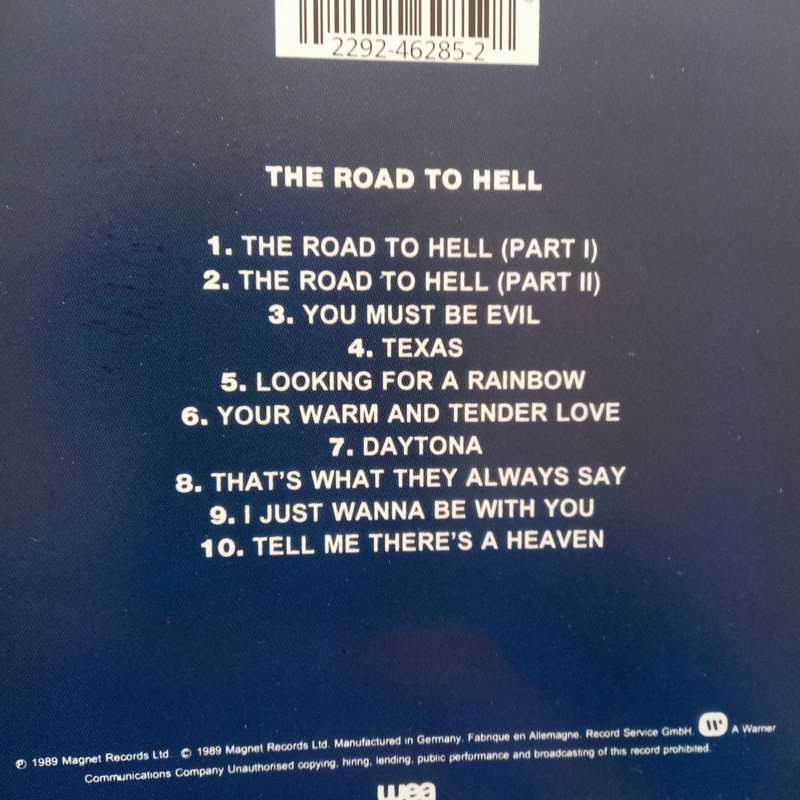 2292-46285-2
THE ROAD TO HELL
1. THE ROAD TO HELL (PART I)
2. THE ROAD TO HELL (PART II)
3. YOU MUST BE EVIL
4. TEXAS
5. LOOKING FOR A RAINBOW
6. YOUR WARM AND TENDER LOVE
7. DAYTONA
8. THAT'S WHAT THEY ALWAYS SAY
9. I JUST WANNA BE WITH YOU
10. TELL ME THERE'S A HEAVEN
℗ 1989 Magnet Records Ltd. © 1989 Magnet Records Ltd. Manufactured in Germany. Fabrique en Allemagne. Record Service GmbH. A Warner
Communications Company Unauthorised copying, hiring, lending, public performance and broadcasting of this record prohibited.
wea